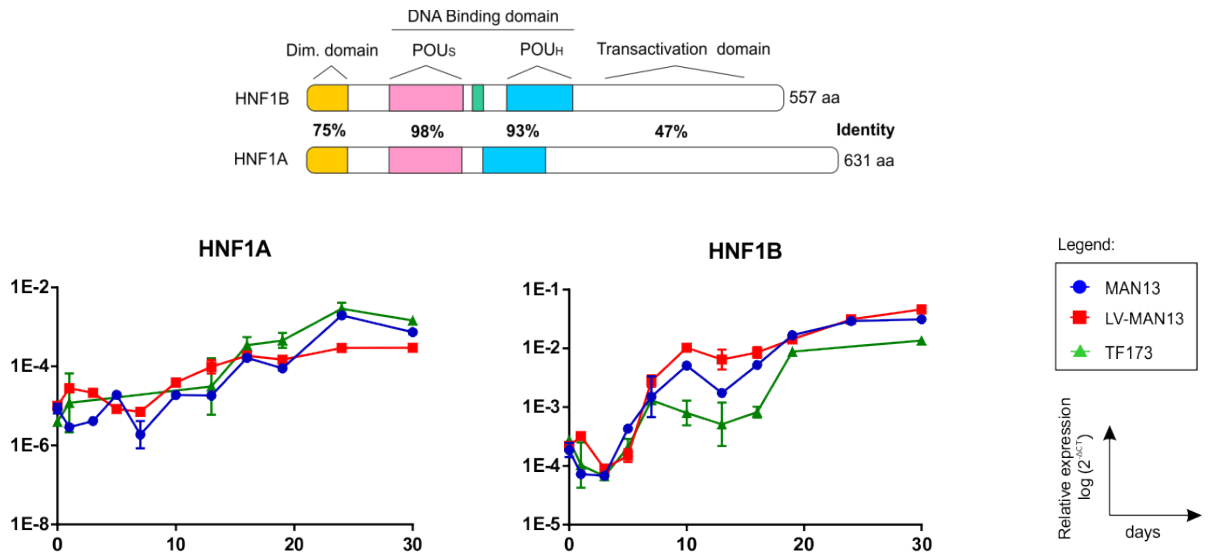 DNA Binding domain
Dim. domain POUS POUH Transactivation domain
HNF1B 557 aa
75% 98% 93% 47% Identity
HNF1A 631 aa
HNF1A
1E-2
1E-4
1E-6
1E-8
0 10 20 30
HNF1B
1E-1
1E-2
1E-3
1E-4
1E-5
0 10 20 30
Legend:
MAN13
LV-MAN13
TF173
Relative expression
log (2^-ΔCT)
days